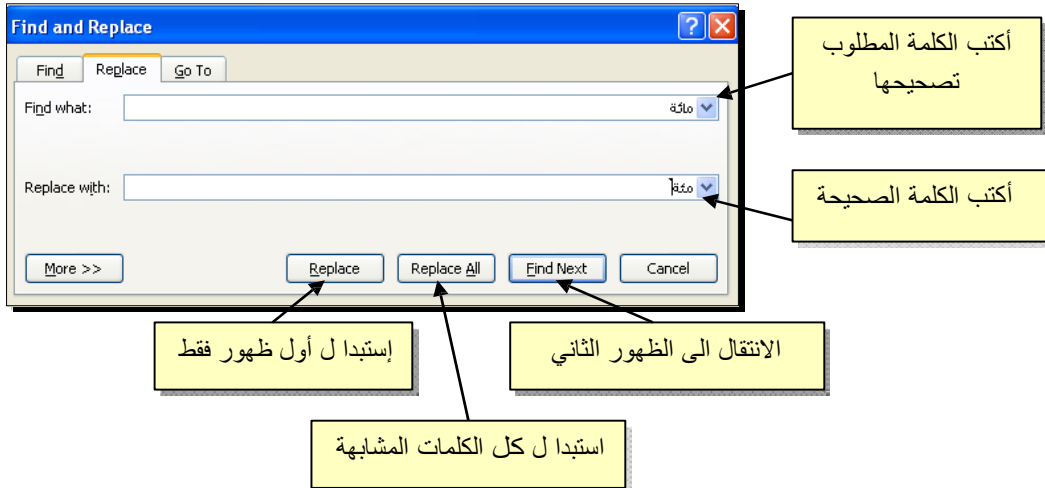 Find and Replace
أكتب الكلمة المطلوب
تصحيحها
Find Replace Go To
Find what: مائة
Replace with: مئة
أكتب الكلمة الصحيحة
More >> Replace Replace All Find Next Cancel
إستبدا ل أول ظهور فقط
الانتقال الى الظهور الثاني
استبدا ل كل الكلمات المشابهة